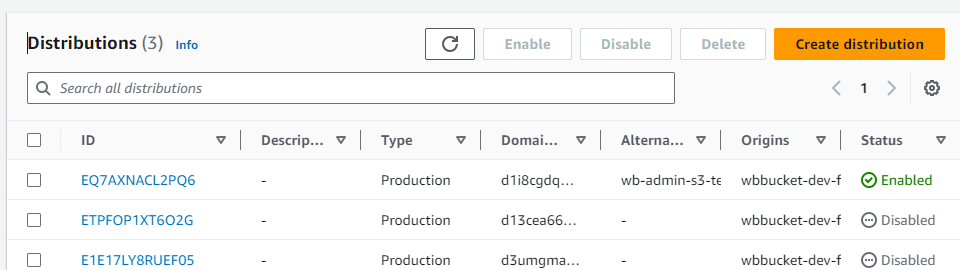 Distributions (3) Info Enable Disable Delete Create distribution
Search all distributions 1
ID Descrip... Type Domai... Alterna... Origins Status
EQ7AXNACL2PQ6 - Production d1i8cgdq... wb-admin-s3-te wbbucket-dev-f Enabled
ETPFOP1XT6O2G - Production d13cea66... - wbbucket-dev-f Disabled
E1E17LY8RUEF05 - Production d3umgma... - wbbucket-dev-f Disabled